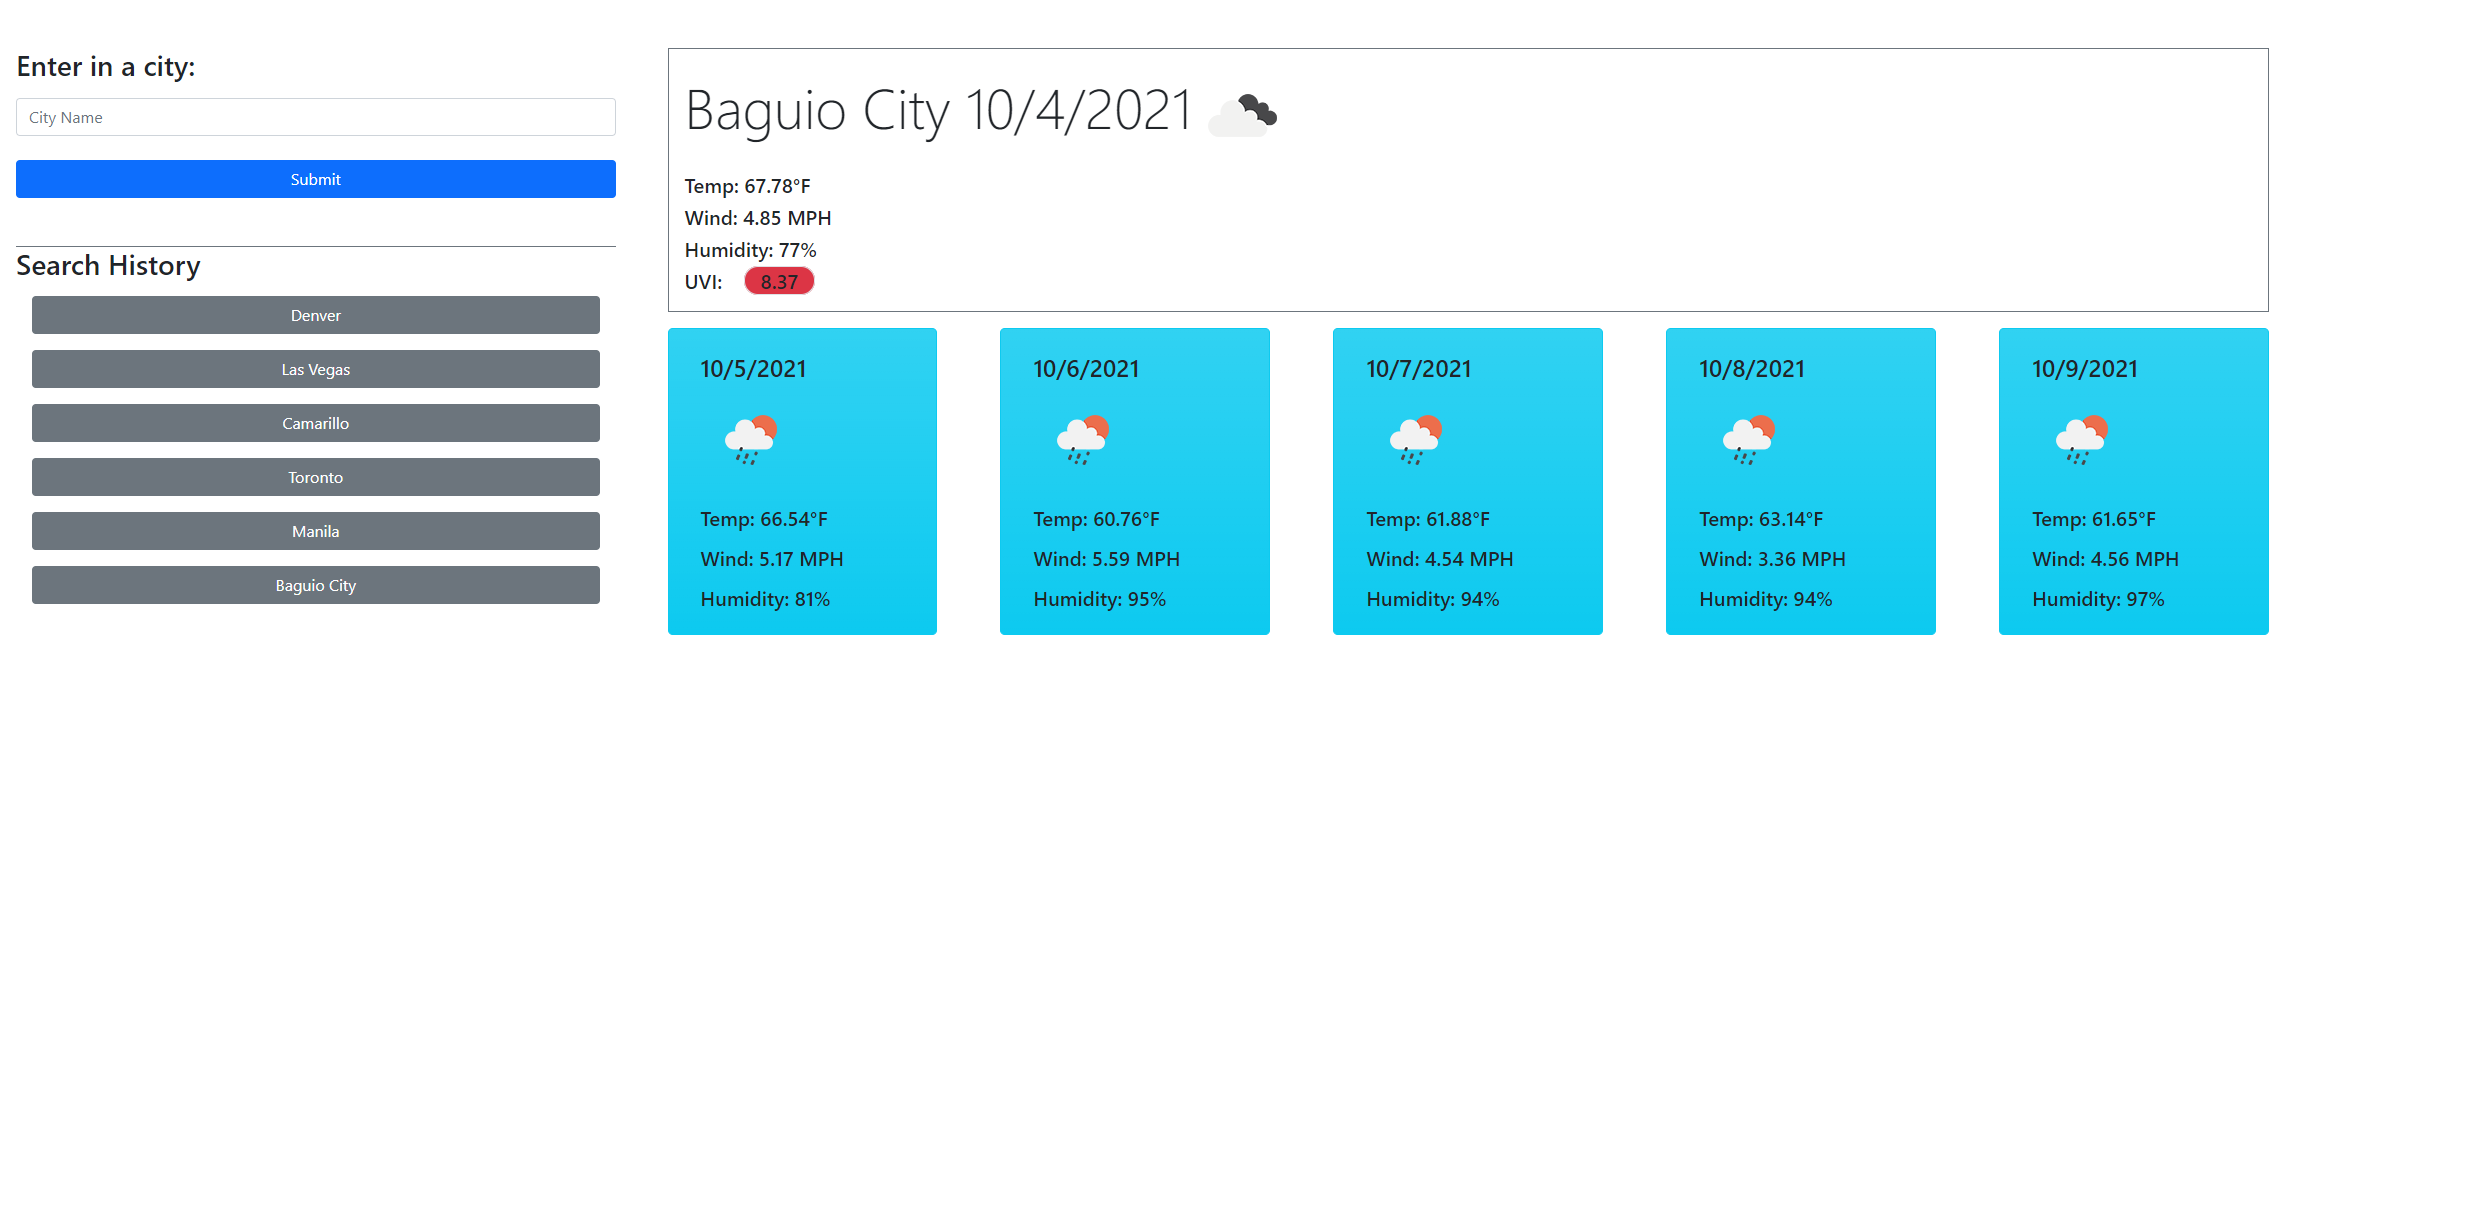 Enter in a city:
City Name
Submit
Search History
Denver
Las Vegas
Camarillo
Toronto
Manila
Baguio City
Baguio City 10/4/2021
Temp: 67.78°F
Wind: 4.85 MPH
Humidity: 77%
UVI: 8.37
10/5/2021
Temp: 66.54°F
Wind: 5.17 MPH
Humidity: 81%
10/6/2021
Temp: 60.76°F
Wind: 5.59 MPH
Humidity: 95%
10/7/2021
Temp: 61.88°F
Wind: 4.54 MPH
Humidity: 94%
10/8/2021
Temp: 63.14°F
Wind: 3.36 MPH
Humidity: 94%
10/9/2021
Temp: 61.65°F
Wind: 4.56 MPH
Humidity: 97%